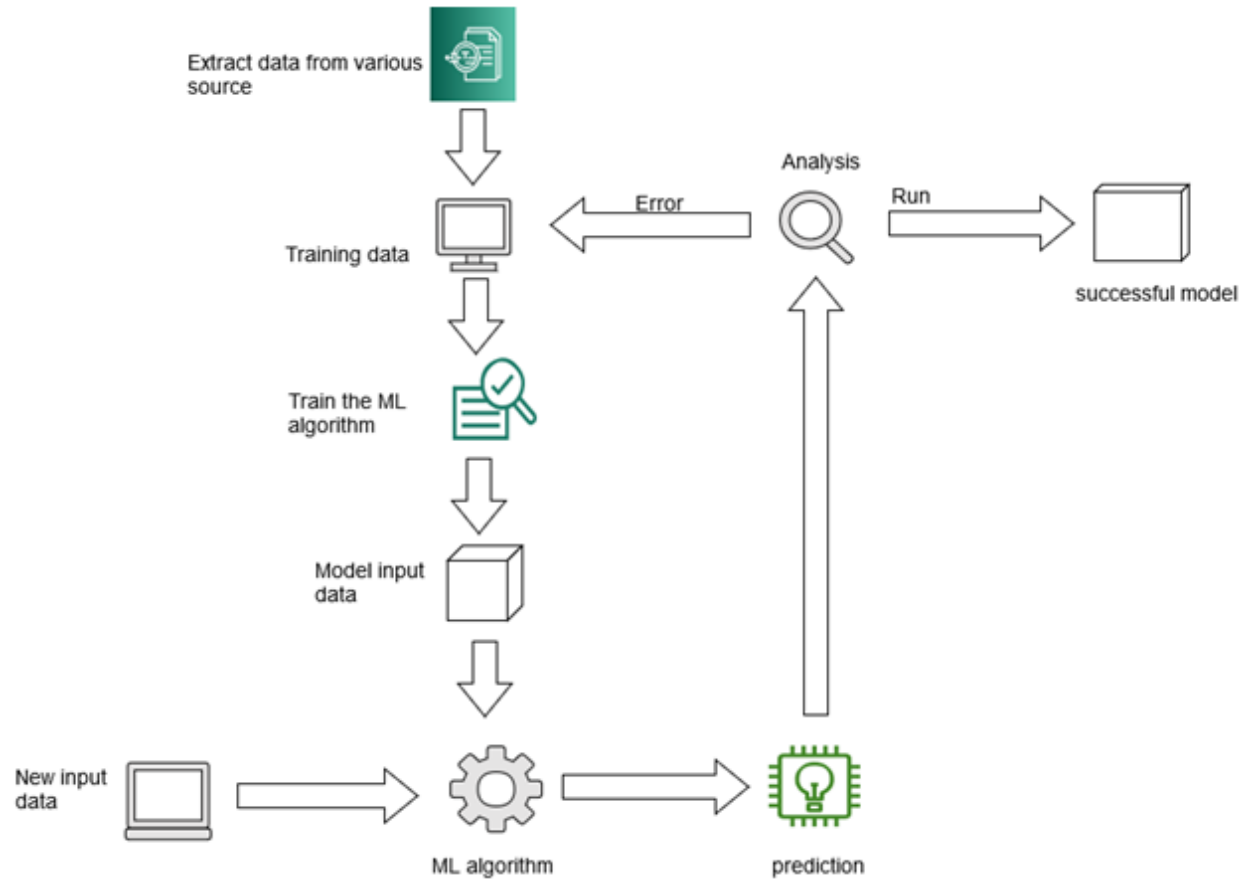 Extract data from various
source
Analysis
Error
Run
Training data
successful model
Train the ML
algorithm
Model input
data
New input
data
ML algorithm
prediction